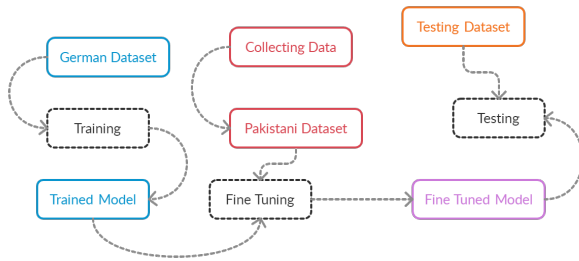 German Dataset
Collecting Data
Testing Dataset
Training
Pakistani Dataset
Testing
Trained Model
Fine Tuning
Fine Tuned Model